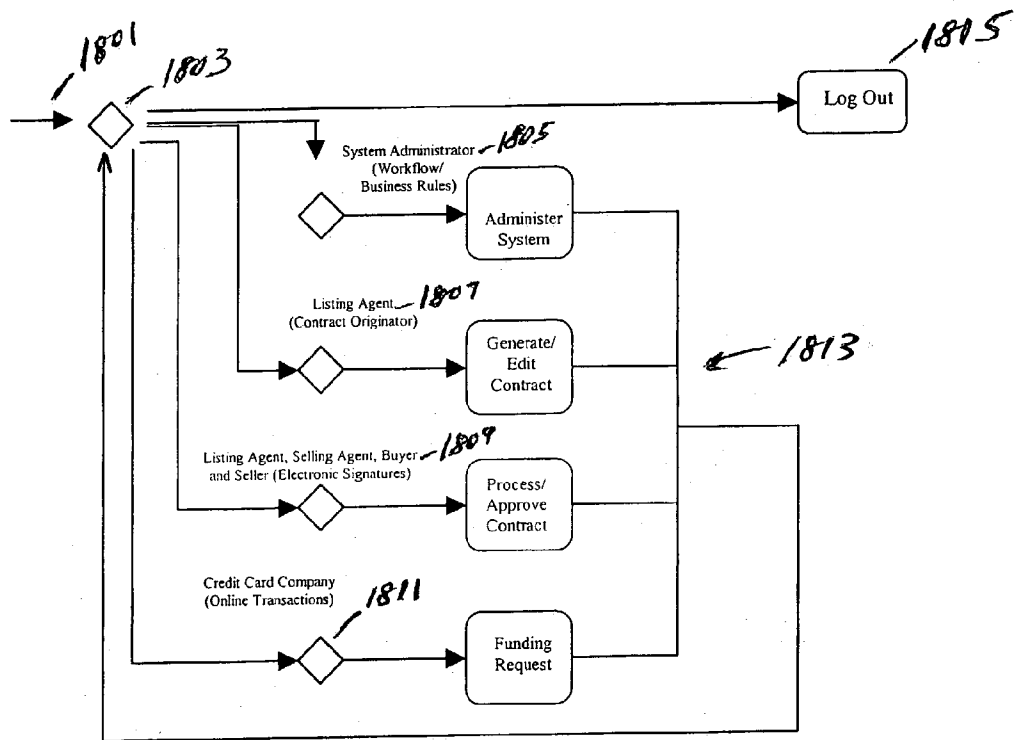 1801
1803
1815
Log Out
System Administrator
(Workflow/
Business Rules)
1805
Administer
System
Listing Agent
(Contract Originator)
1807
Generate/
Edit
Contract
1813
Listing Agent, Selling Agent, Buyer
and Seller (Electronic Signatures)
1809
Process/
Approve
Contract
Credit Card Company
(Online Transactions)
1811
Funding
Request